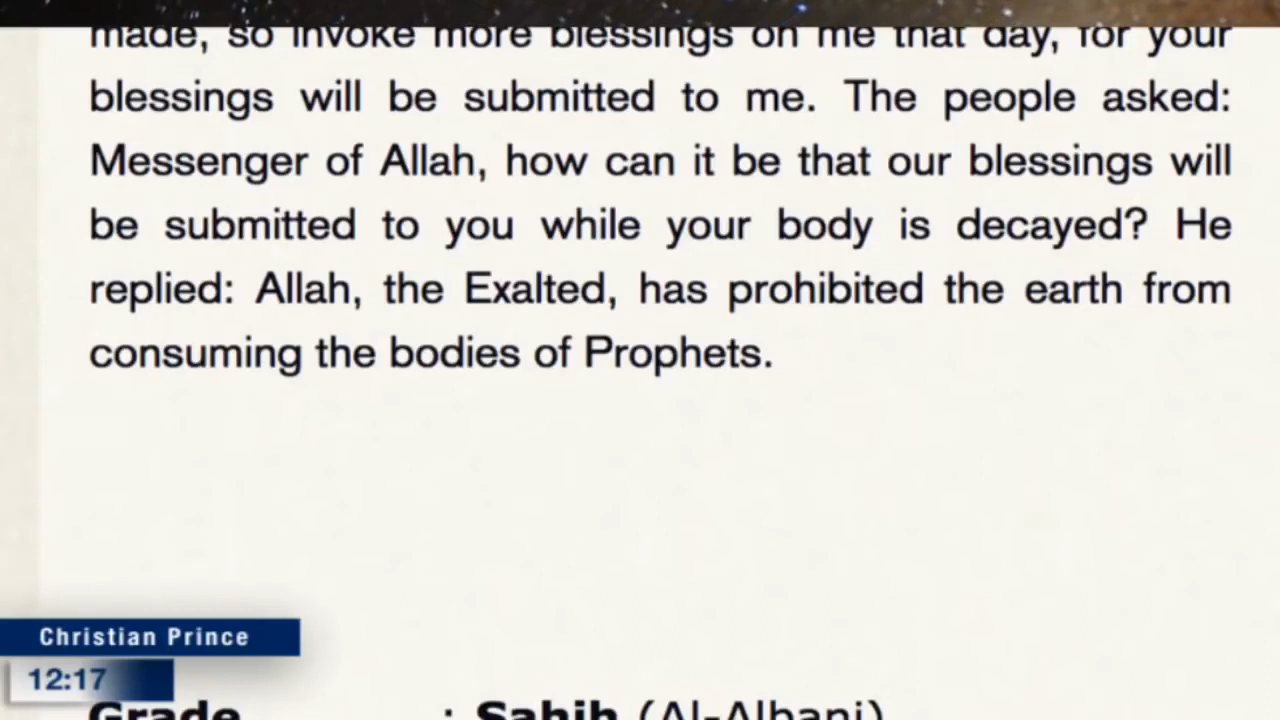 made, so invoke more blessings on me that day, for your
blessings will be submitted to me. The people asked:
Messenger of Allah, how can it be that our blessings will
be submitted to you while your body is decayed? He
replied: Allah, the Exalted, has prohibited the earth from
consuming the bodies of Prophets.
Christian Prince
12:17
Grade : Sahih (Al-Albani)